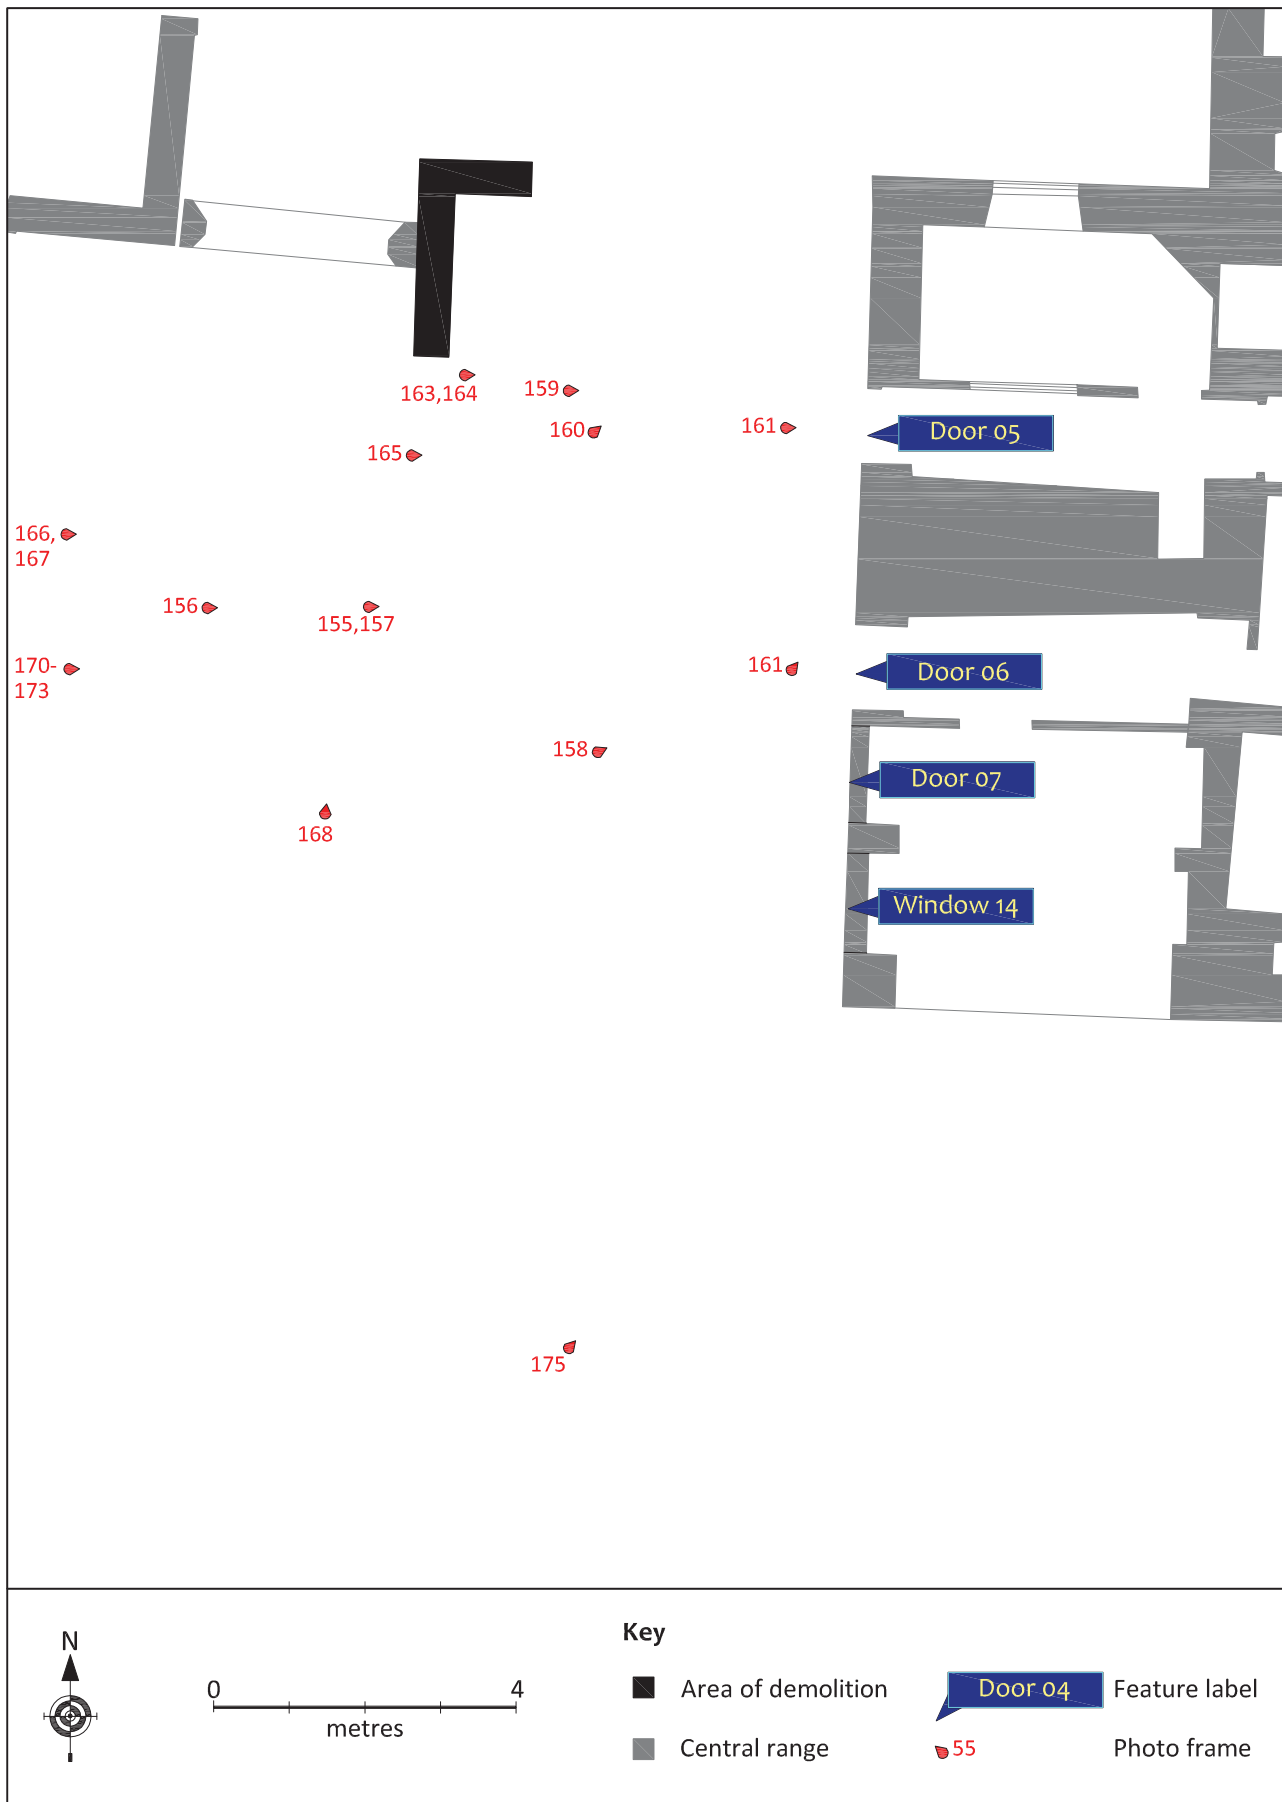 163,164
159
160
161
Door 05
165
166,
167
156
155,157
170-
173
161
Door 06
158
Door 07
168
Window 14
175
N
0
4
metres
Key
Area of demolition
Door 04
Feature label
Central range
55
Photo frame